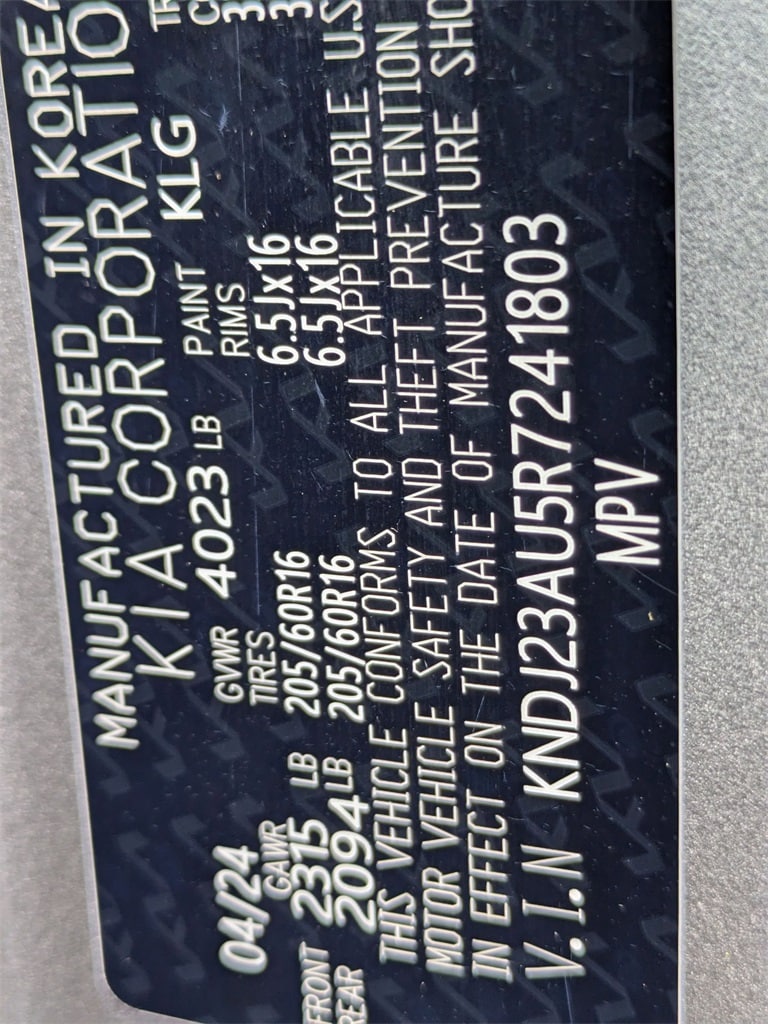 MANUFACTURED IN KOREA
KIA CORPORATION
04/24 GVWR 4023 LB PAINT KLG
GAWR TIRES RIMS
FRONT 2315 LB 205/60R16 6.5Jx16
REAR 2094 LB 205/60R16 6.5Jx16
THIS VEHICLE CONFORMS TO ALL APPLICABLE U.S
MOTOR VEHICLE SAFETY AND THEFT PREVENTION
IN EFFECT ON THE DATE OF MANUFACTURE SHO
V.I.N KNDJ23AU5R7241803
MPV